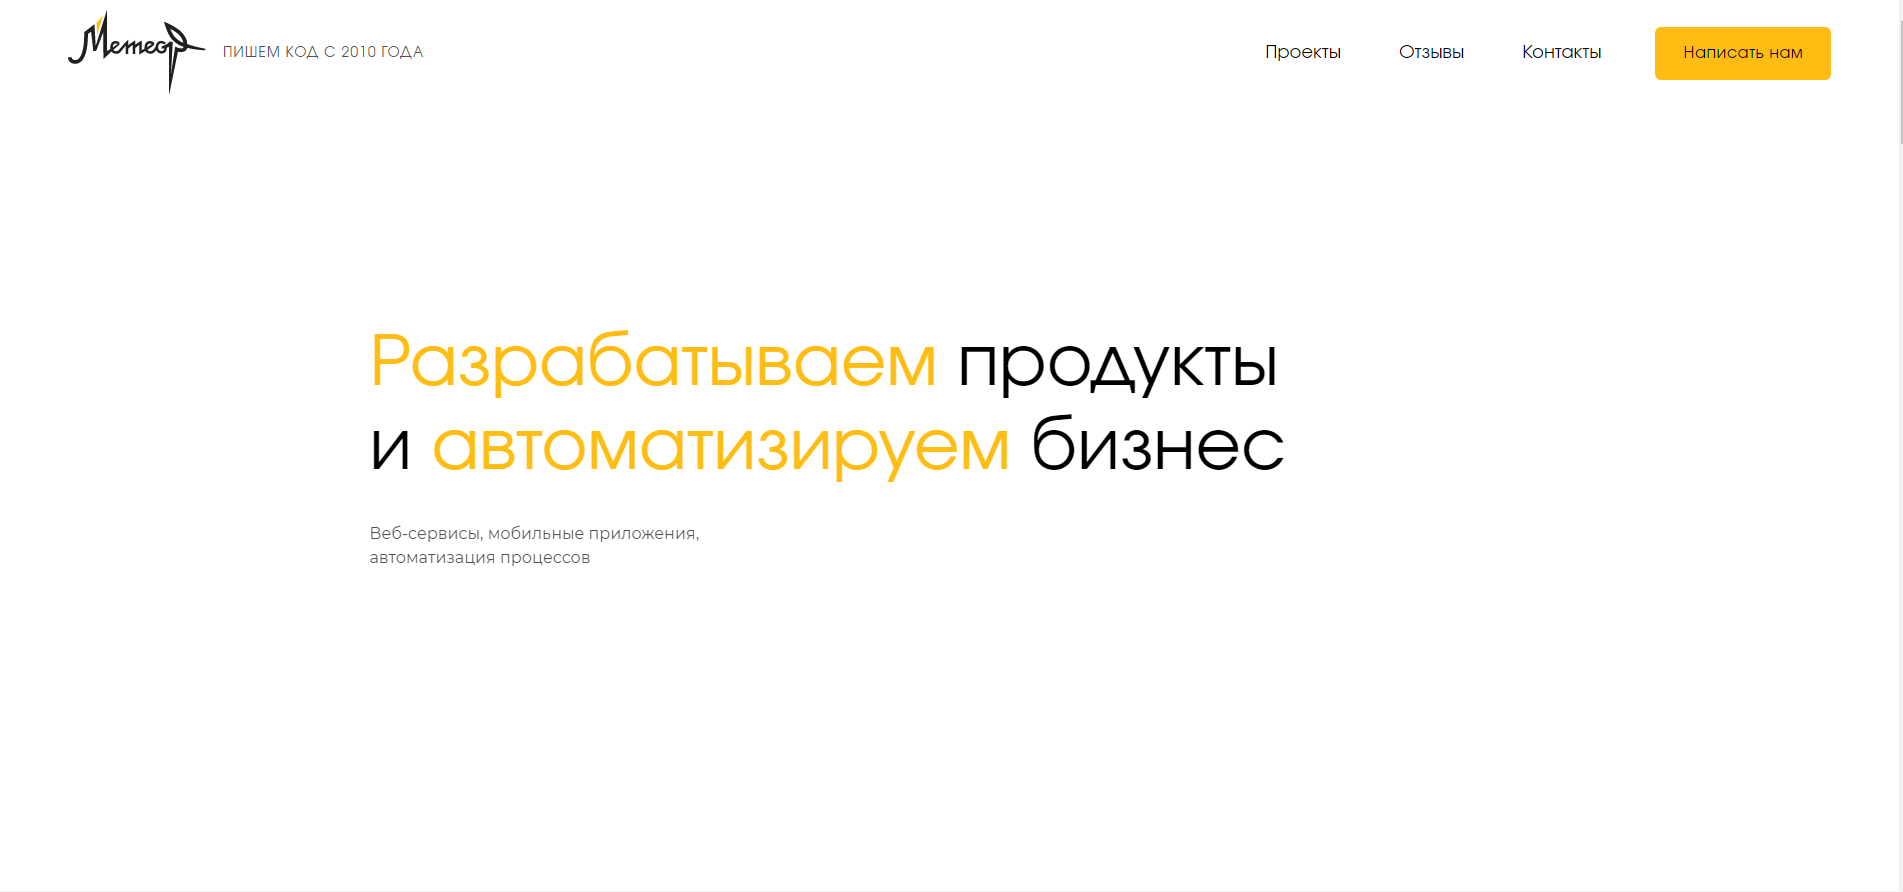 Метеор
ПИШЕМ КОД С 2010 ГОДА
Проекты
Отзывы
Контакты
Написать нам
Разрабатываем продукты
и автоматизируем бизнес
Веб-сервисы, мобильные приложения,
автоматизация процессов